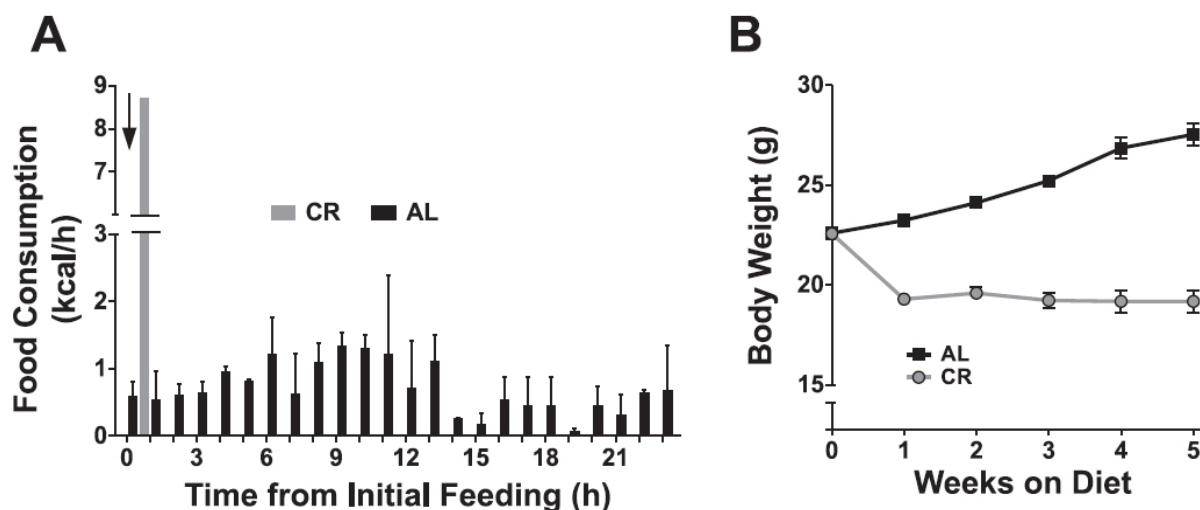 A
Food Consumption
(kcal/h)
9
8
7
3
2
1
0
CR AL
0 3 6 9 12 15 18 21
Time from Initial Feeding (h)
B
Body Weight (g)
30
25
20
15
AL
CR
0 1 2 3 4 5
Weeks on Diet